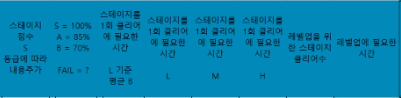 스테이지
점수
S
등급에 따라
내용추가
S = 100%
A = 85%
B = 70%
FAIL = ?
스테이지를
1회 클리어
에 필요한
시간
L 기준
평균 B
스테이지를
1회 클리어
에 필요한
시간
L
스테이지를
1회 클리어
에 필요한
시간
M
스테이지를
1회 클리어
에 필요한
시간
H
레벨업을 위
한 스테이지
클리어수
레벨업에 필요한
시간